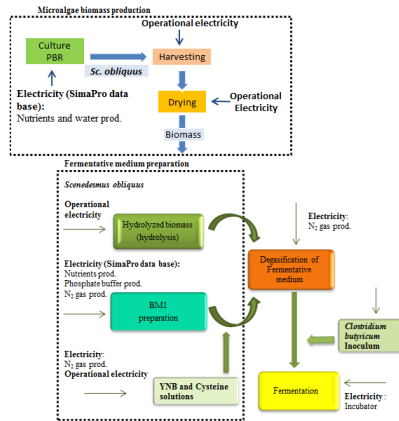 Microalgae biomass production
Operational electricity
Culture
PBR
Harvesting
Sc. obliquus
Electricity (SimaPro data
base):
Nutrients and water prod.
Drying
Operational
Electricity
Biomass
Fermentative medium preparation
Scenedesmus obliquus
Operational
electricity
Hydrolyzed biomass
(hydrolysis)
Electricity:
N2 gas prod.
Degasification of
Fermentative
medium
Electricity (SimaPro data base):
Nutrients prod.
Phosphate buffer prod.
N2 gas prod.
BM1
preparation
Clostridium
butyricum
Inoculum
Electricity:
N2 gas prod.
Operational electricity
YNB and Cysteine
solutions
Fermentation
Electricity :
Incubator